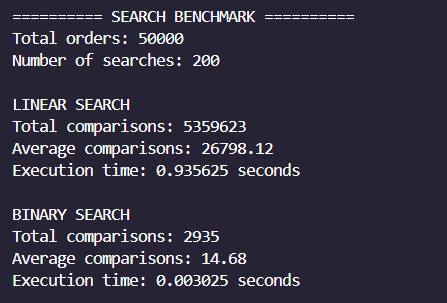 ========== SEARCH BENCHMARK ==========
Total orders: 50000
Number of searches: 200
LINEAR SEARCH
Total comparisons: 5359623
Average comparisons: 26798.12
Execution time: 0.935625 seconds
BINARY SEARCH
Total comparisons: 2935
Average comparisons: 14.68
Execution time: 0.003025 seconds